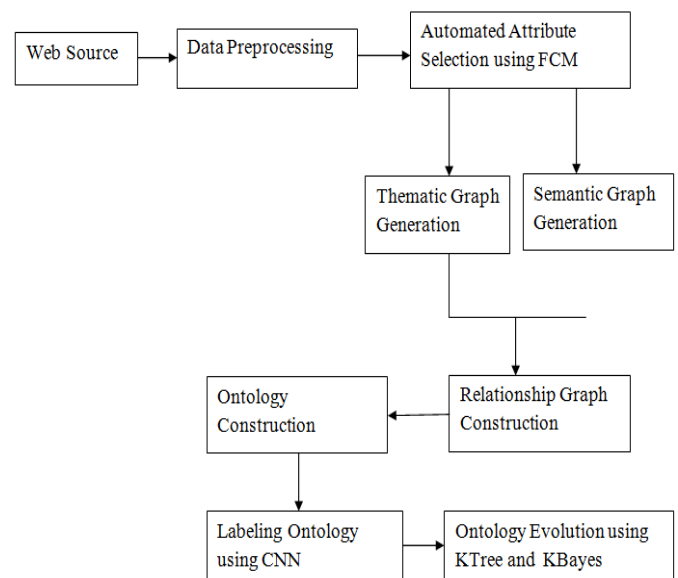 Web Source
Data Preprocessing
Automated Attribute
Selection using FCM
Thematic Graph
Generation
Semantic Graph
Generation
Relationship Graph
Construction
Ontology
Construction
Labeling Ontology
using CNN
Ontology Evolution using
KTree and KBayes